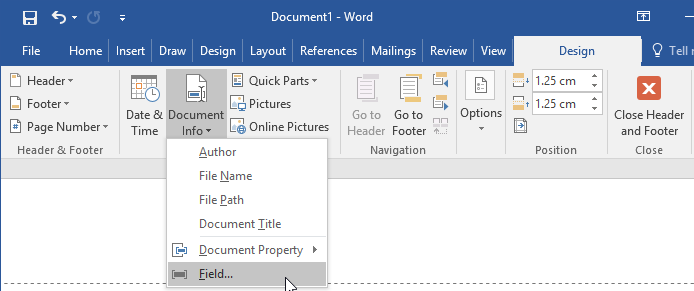 Document1 - Word
File Home Insert Draw Design Layout References Mailings Review View Design Tell
Header
Footer
Page Number
Header & Footer
Date & Time
Document Info
Quick Parts
Pictures
Online Pictures
Go to Header
Go to Footer
Navigation
Options
1.25 cm
1.25 cm
Position
Close Header and Footer
Close
Author
File Name
File Path
Document Title
Document Property
Field...